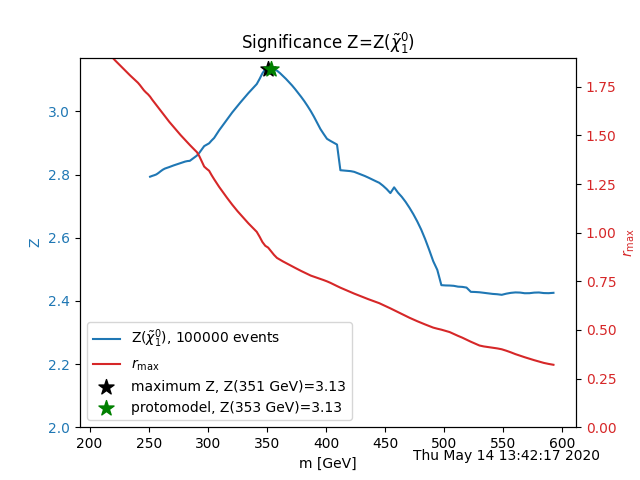 Significance Z=Z(χ̃₁⁰)
3.0
2.8
2.6
2.4
2.2
2.0
Z
1.75
1.50
1.25
1.00
0.75
0.50
0.25
0.00
r_max
Z(χ̃₁⁰), 100000 events
r_max
maximum Z, Z(351 GeV)=3.13
protomodel, Z(353 GeV)=3.13
200 250 300 350 400 450 500 550 600
m [GeV]
Thu May 14 13:42:17 2020